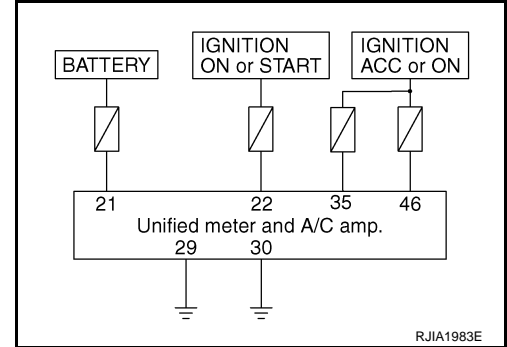 BATTERY
IGNITION
ON or START
IGNITION
ACC or ON
21 22 35 46
Unified meter and A/C amp.
29 30
RJIA1983E